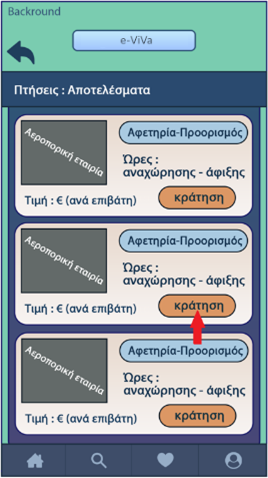 Backround
e-ViVa
Πτήσεις : Αποτελέσματα
Αεροπορική εταιρία
Αφετηρία-Προορισμός
Ώρες :
αναχώρησης - άφιξης
Τιμή : € (ανά επιβάτη)
κράτηση
Αεροπορική εταιρία
Αφετηρία-Προορισμός
Ώρες :
αναχώρησης - άφιξης
Τιμή : € (ανά επιβάτη)
κράτηση
Αεροπορική εταιρία
Αφετηρία-Προορισμός
Ώρες :
αναχώρησης - άφιξης
Τιμή : € (ανά επιβάτη)
κράτηση